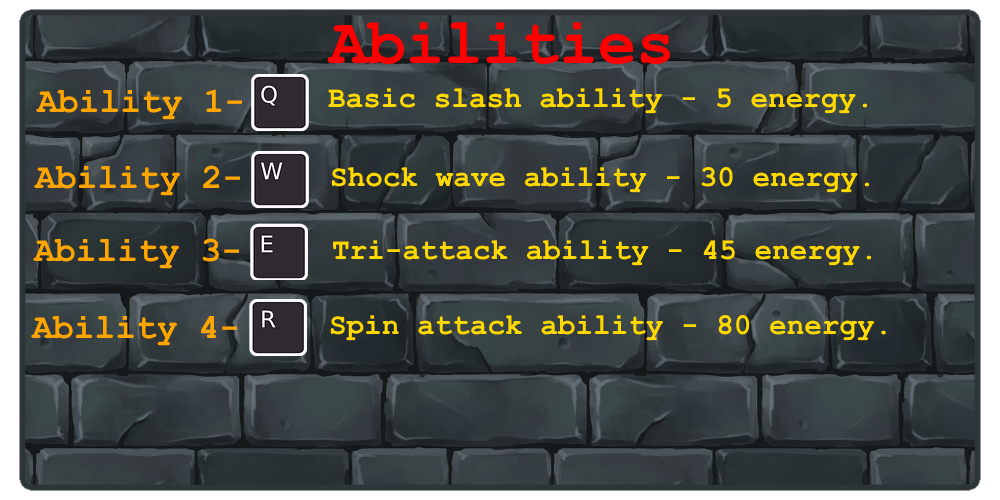 Abilities
Ability 1- Q Basic slash ability - 5 energy.
Ability 2- W Shock wave ability - 30 energy.
Ability 3- E Tri-attack ability - 45 energy.
Ability 4- R Spin attack ability - 80 energy.